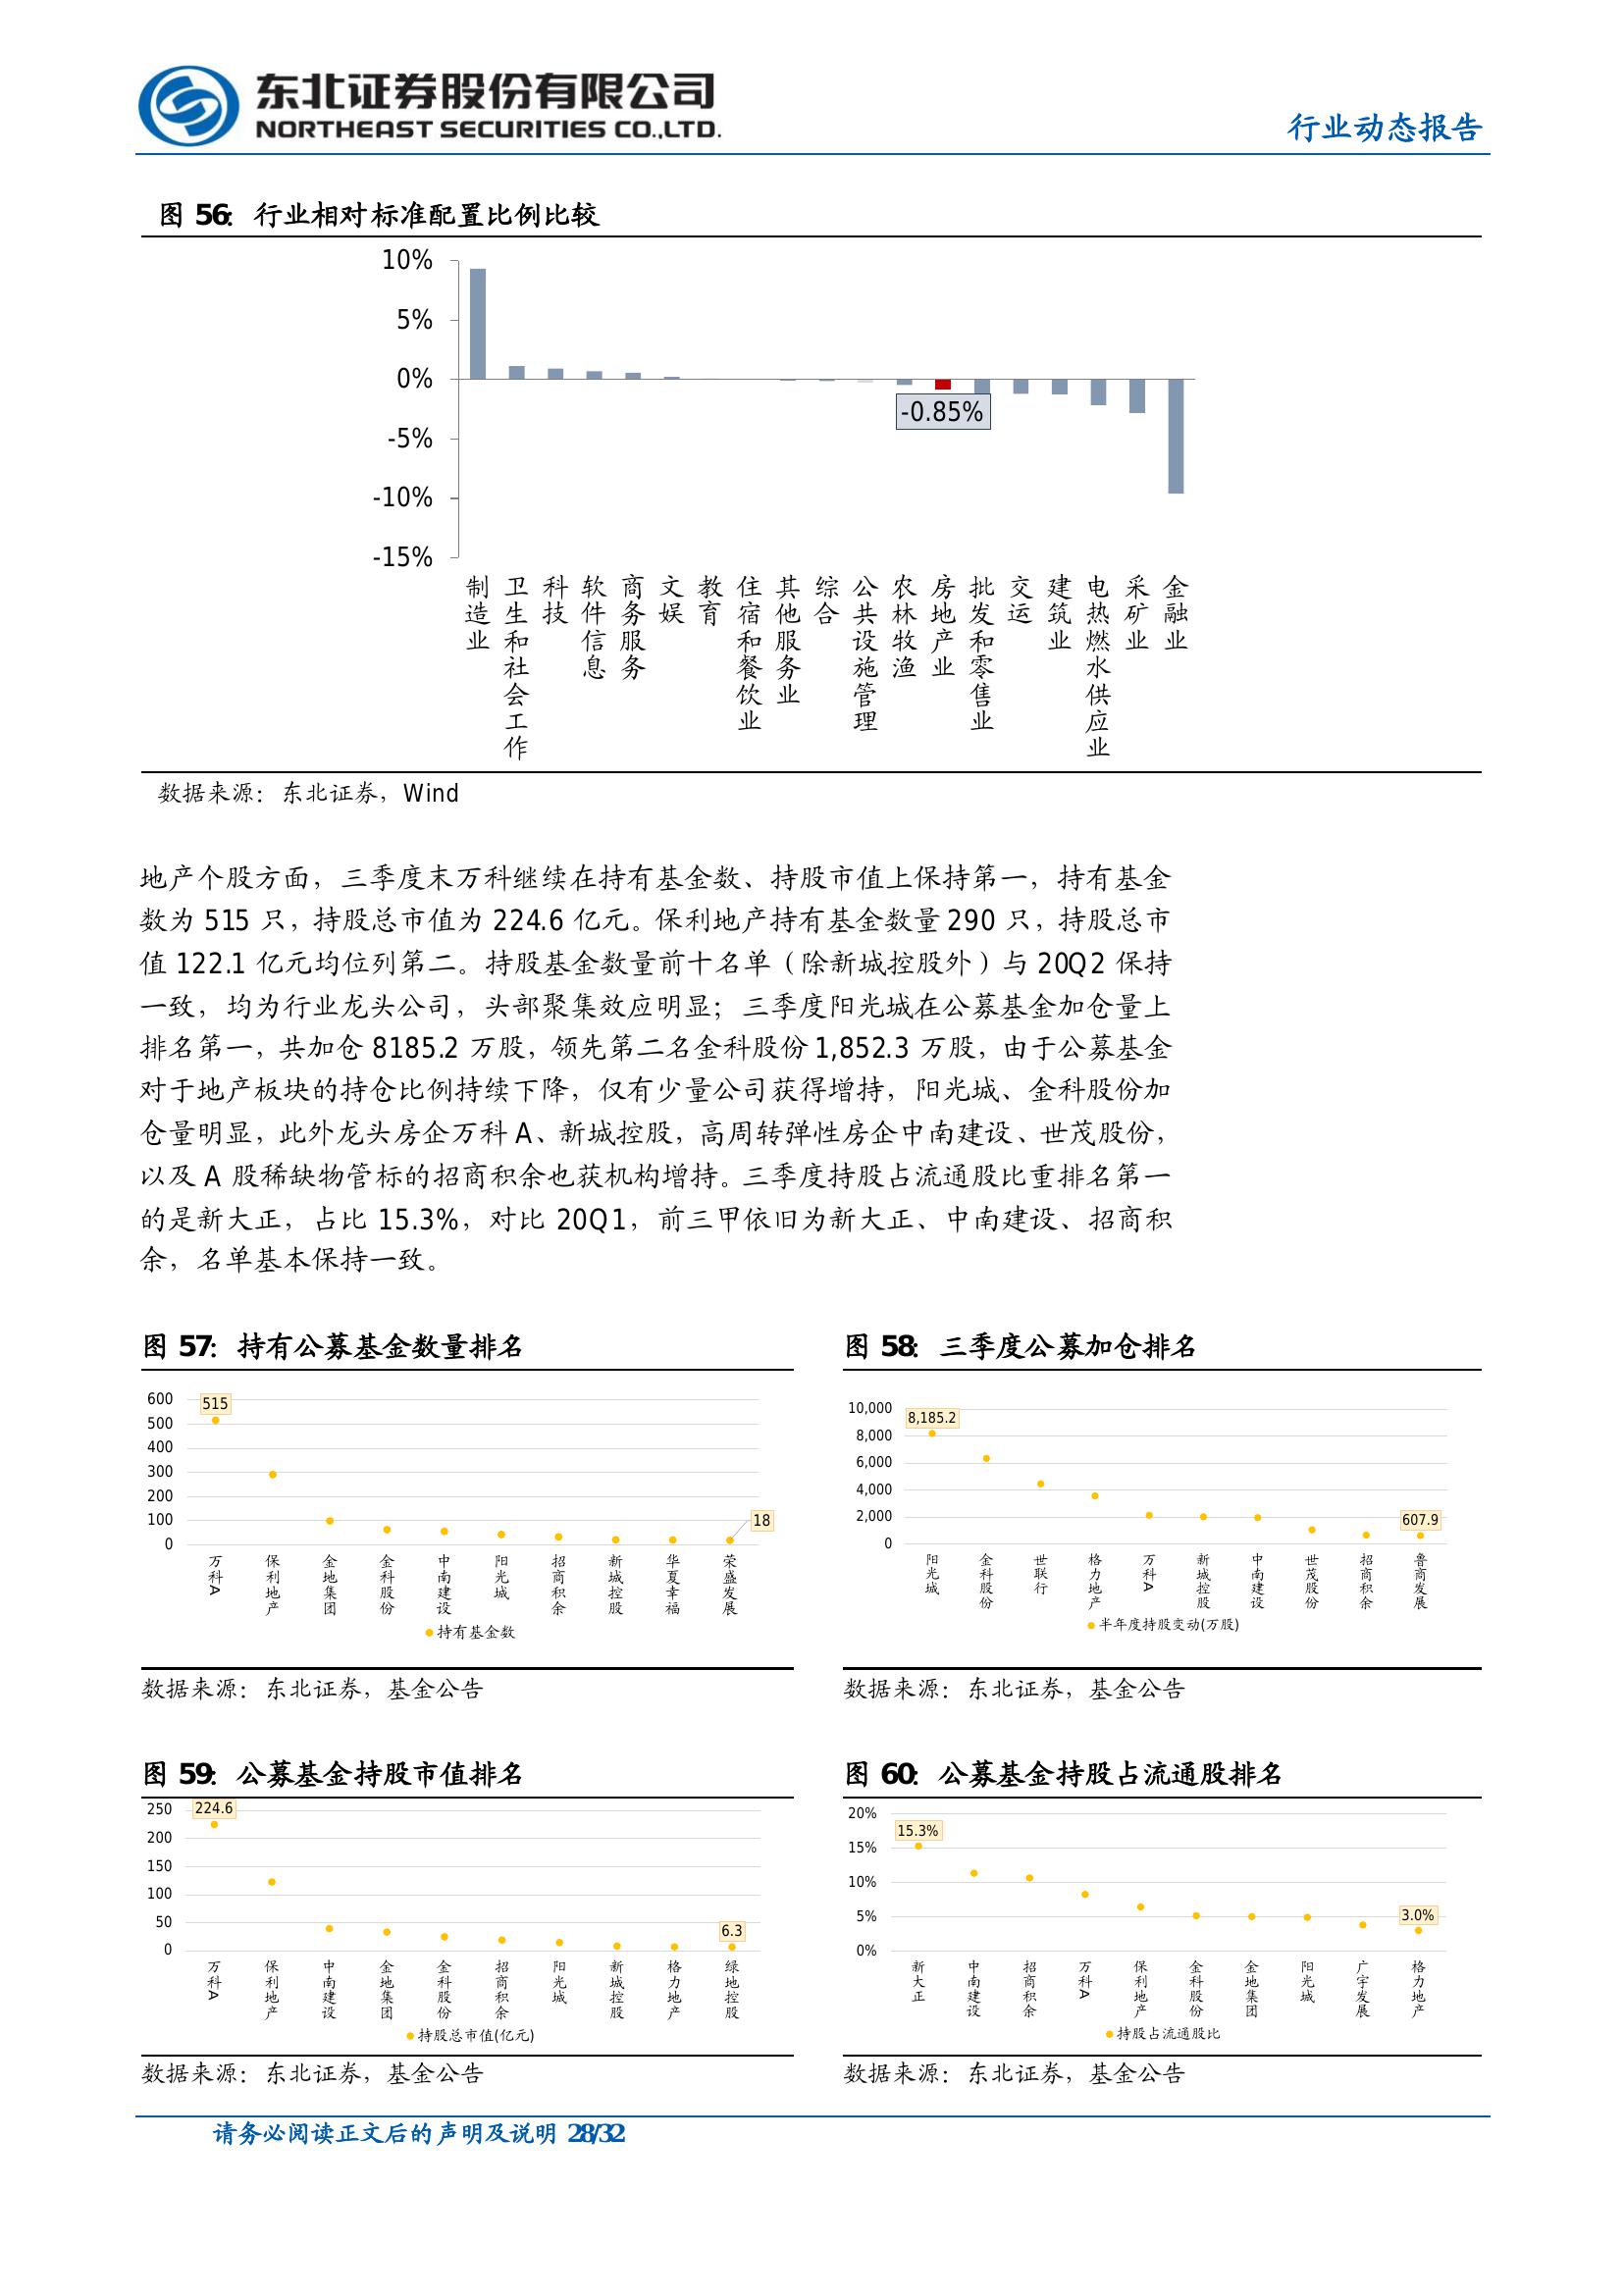 东北证券股份有限公司
NORTHEAST SECURITIES CO.,LTD.
行业动态报告
图 56：行业相对标准配置比例比较
10%
5%
0%
-5%
-10%
-15%
-0.85%
制造业
卫生和社会工作
科技
软件信息
商务服务
文娱
教育
住宿和餐饮业
其他服务业
综合
公共设施管理
农林牧渔
房地产业
批发和零售业
交运
建筑业
电热燃水供应业
采矿业
金融业
数据来源：东北证券，Wind
地产个股方面，三季度末万科继续在持有基金数、持股市值上保持第一，持有基金
数为 515 只，持股总市值为 224.6 亿元。保利地产持有基金数量 290 只，持股总市
值 122.1 亿元均位列第二。持股基金数量前十名单（除新城控股外）与 20Q2 保持
一致，均为行业龙头公司，头部聚集效应明显；三季度阳光城在公募基金加仓量上
排名第一，共加仓 8185.2 万股，领先第二名金科股份 1,852.3 万股，由于公募基金
对于地产板块的持仓比例持续下降，仅有少量公司获得增持，阳光城、金科股份加
仓量明显，此外龙头房企万科 A、新城控股，高周转弹性房企中南建设、世茂股份，
以及 A 股稀缺物管标的招商积余也获机构增持。三季度持股占流通股比重排名第一
的是新大正，占比 15.3%，对比 20Q1，前三甲依旧为新大正、中南建设、招商积
余，名单基本保持一致。
图 57：持有公募基金数量排名
600
500
400
300
200
100
0
515
18
万科A
保利地产
金地集团
金科股份
中南建设
阳光城
招商积余
新城控股
华夏幸福
荣盛发展
持有基金数
数据来源：东北证券，基金公告
图 58：三季度公募加仓排名
10,000
8,000
6,000
4,000
2,000
0
8,185.2
607.9
阳光城
金科股份
世联行
格力地产
万科A
新城控股
中南建设
世茂股份
招商积余
鲁商发展
半年度持股变动(万股)
数据来源：东北证券，基金公告
图 59：公募基金持股市值排名
250
200
150
100
50
0
224.6
6.3
万科A
保利地产
中南建设
金地集团
金科股份
招商积余
阳光城
新城控股
格力地产
绿地控股
持股总市值(亿元)
数据来源：东北证券，基金公告
图 60：公募基金持股占流通股排名
20%
15%
10%
5%
0%
15.3%
3.0%
新大正
中南建设
招商积余
万科A
保利地产
金科股份
金地集团
阳光城
广宇发展
格力地产
持股占流通股比
数据来源：东北证券，基金公告
请务必阅读正文后的声明及说明 28/32